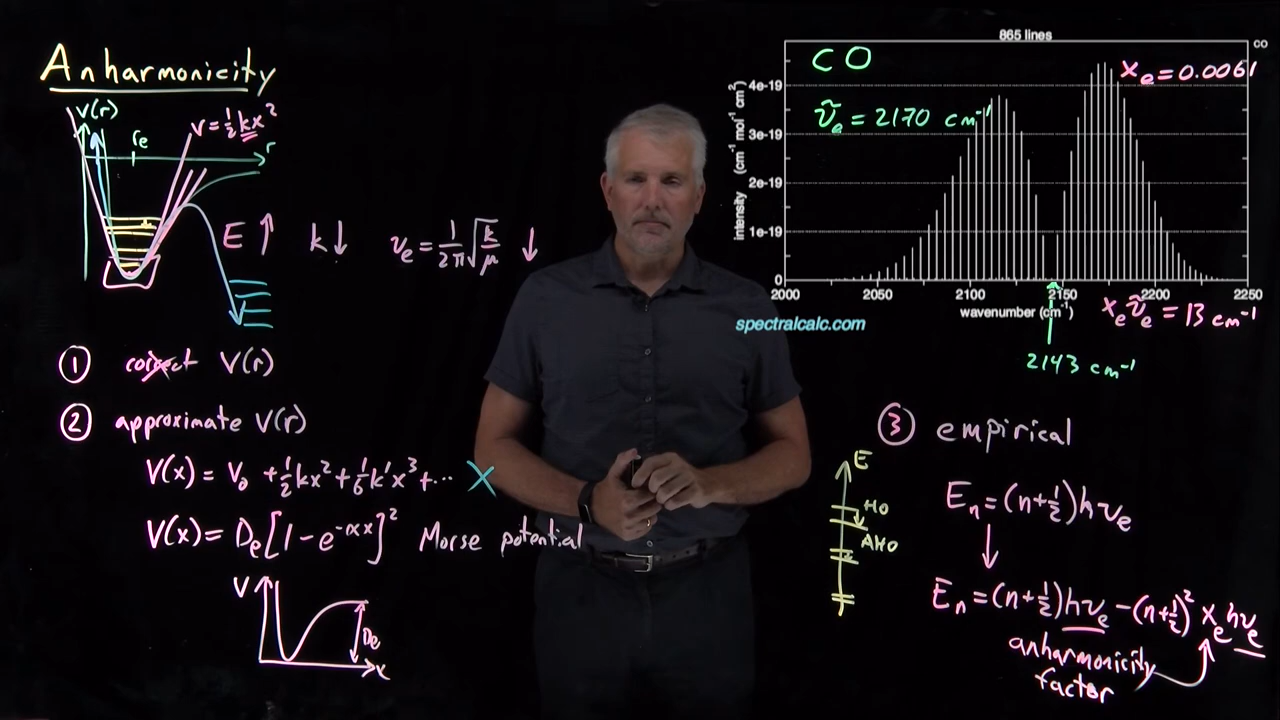 Anharmonicity
V(r)
V = ½kx²
re
r
E ↑ k↓ νe = 1/2π √k/μ ↓
① correct V(r)
② approximate V(r)
V(x) = V₀ + ½kx² + ⅙k'x³ + ... X
V(x) = De[1 - e^-αx]² Morse potential
V
De
x
865 lines
CO
CO
xe = 0.0061
ν̃e = 2170 cm⁻¹
intensity (cm⁻¹ mol⁻¹ cm²)
4e-19
3e-19
2e-19
1e-19
0
2000 2050 2100 2150 2200 2250
wavenumber (cm⁻¹)
xeν̃e = 13 cm⁻¹
spectralcalc.com
2143 cm⁻¹
③ empirical
E
HO
AHO
En = (n+½)hνe
En = (n+½)hνe - (n+½)² xe hνe
anharmonicity
factor